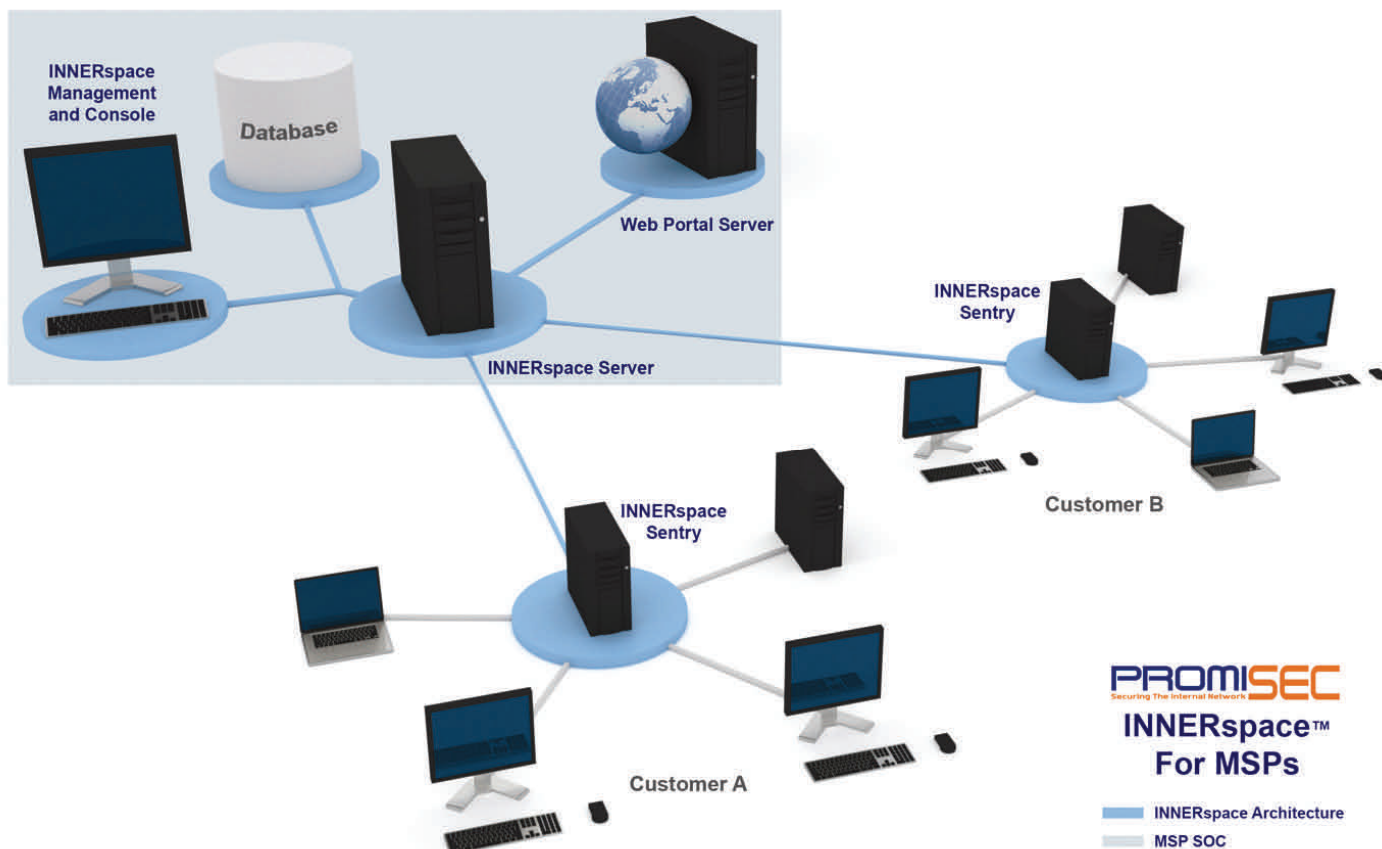 INNERspace
Management
and Console
Database
Web Portal Server
INNERspace Server
INNERspace
Sentry
Customer B
INNERspace
Sentry
Customer A
PROMISEC
Securing The Internal Network
INNERspace™
For MSPs
INNERspace Architecture
MSP SOC